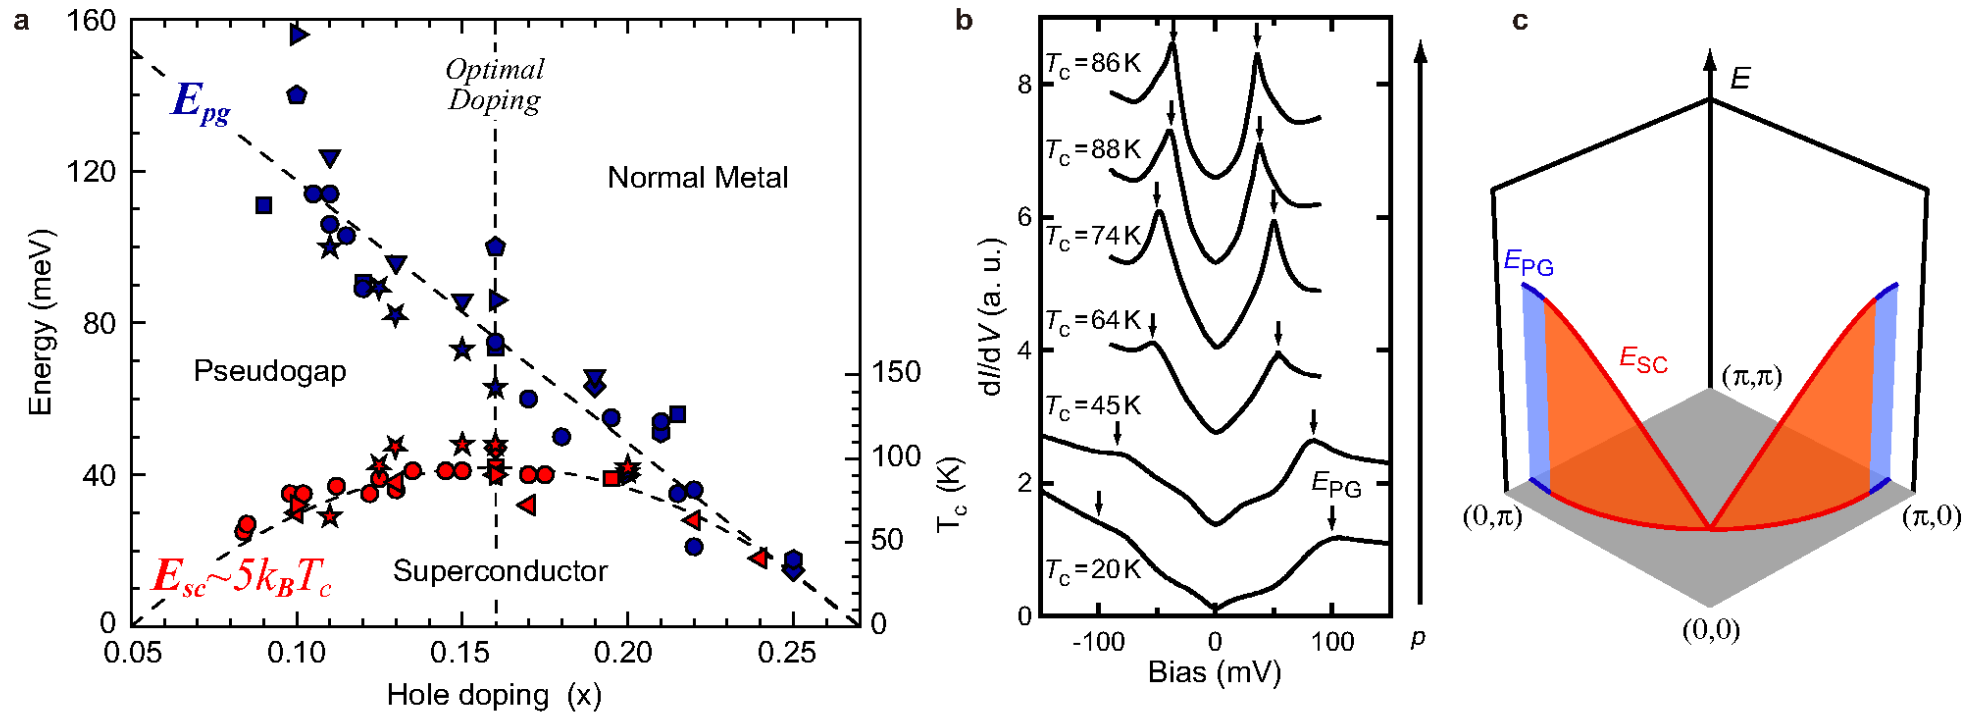 a
160
120
80
40
0
Energy (meV)
E_pg
Optimal
Doping
Normal Metal
Pseudogap
Superconductor
E_sc~5k_BT_c
150
100
50
0
T_c (K)
0.05
0.10
0.15
0.20
0.25
Hole doping (x)
b
8
6
4
2
0
dI/dV (a. u.)
T_C=86K
T_C=88K
T_C=74K
T_C=64K
T_C=45K
E_PG
T_C=20K
-100
0
100
Bias (mV)
p
c
E
E_PG
E_SC
(π,π)
(0,π)
(π,0)
(0,0)